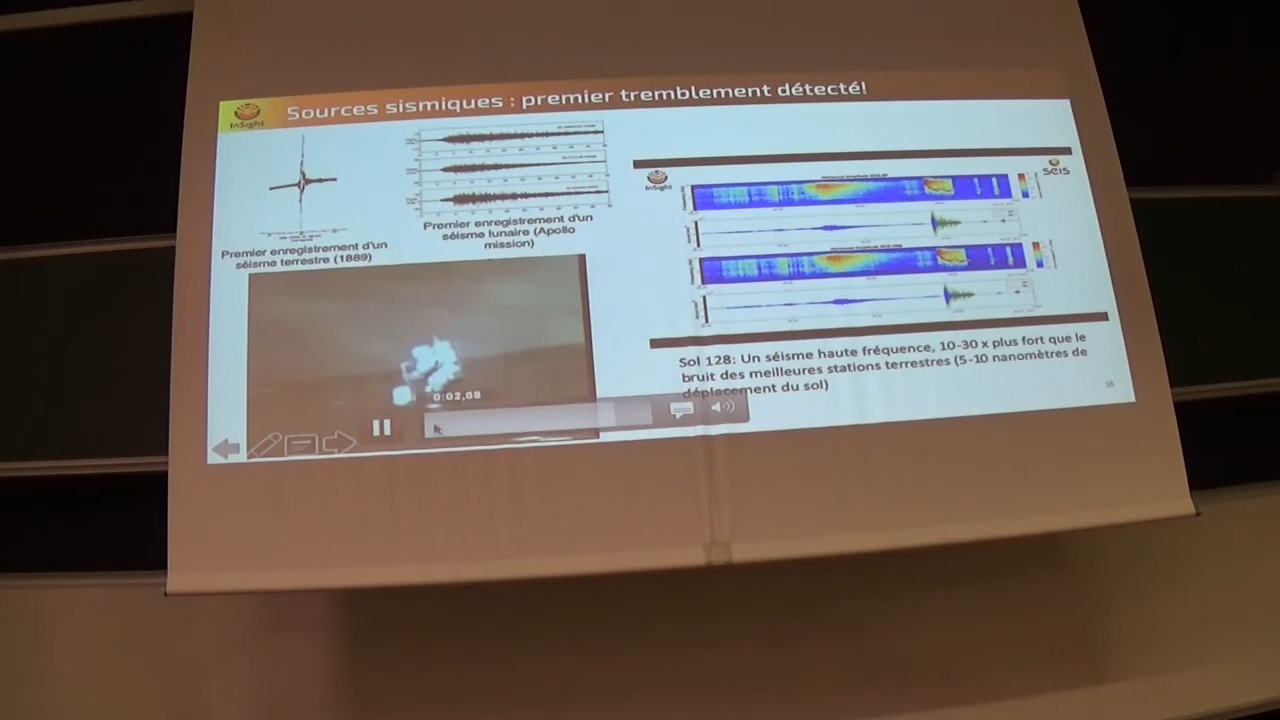 InSight
Sources sismiques : premier tremblement détecté!
Premier enregistrement d'un
séisme terrestre (1889)
Premier enregistrement d'un
séisme lunaire (Apollo
mission)
InSight
SEIS
Sol 128: Un séisme haute fréquence, 10-30 x plus fort que le
bruit des meilleures stations terrestres (5-10 nanomètres de
déplacement du sol)
0:02,68